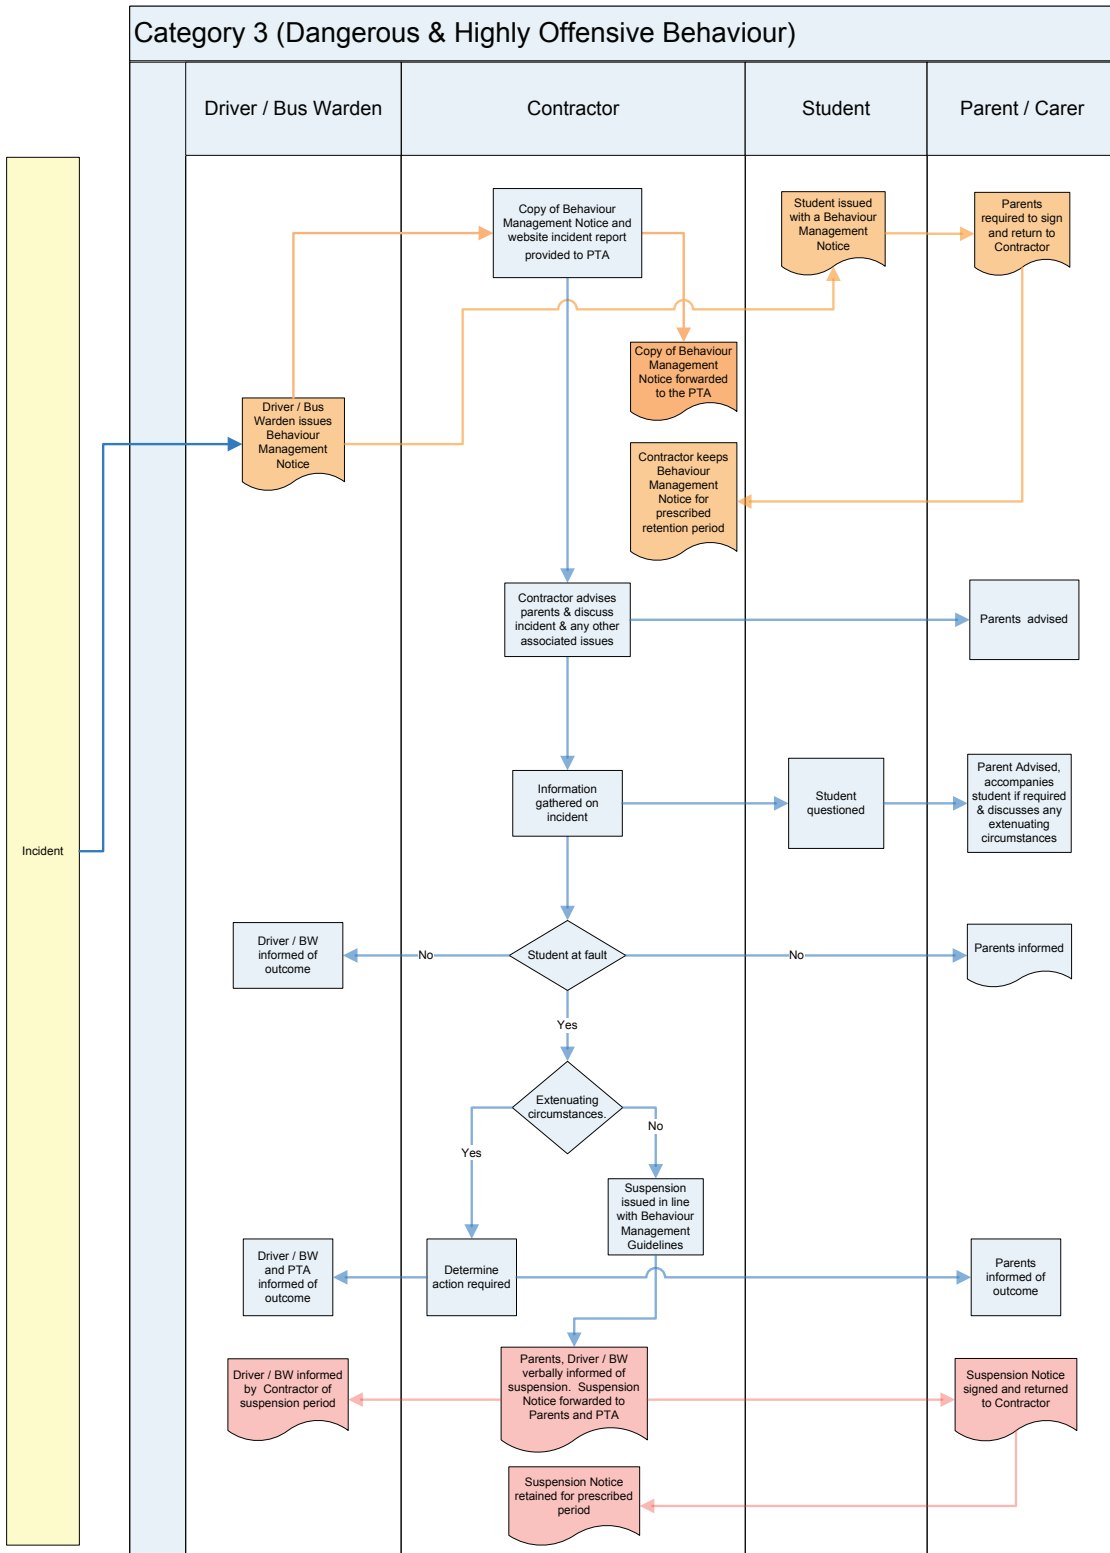 Category 3 (Dangerous & Highly Offensive Behaviour)
Driver / Bus Warden
Contractor
Student
Parent / Carer
Copy of Behaviour
Management Notice and
website incident report
provided to PTA
Student issued
with a Behaviour
Management
Notice
Parents
required to sign
and return to
Contractor
Copy of Behaviour
Management
Notice forwarded
to the PTA
Driver / Bus
Warden issues
Behaviour
Management
Notice
Contractor keeps
Behaviour
Management
Notice for
prescribed
retention period
Contractor advises
parents & discuss
incident & any other
associated issues
Parents advised
Information
gathered on
incident
Student
questioned
Parent Advised,
accompanies
student if required
& discusses any
extenuating
circumstances
Incident
Driver / BW
informed of
outcome
No
Student at fault
No
Parents informed
Yes
Extenuating
circumstances.
No
Yes
Suspension
issued in line
with Behaviour
Management
Guidelines
Driver / BW
and PTA
informed of
outcome
Determine
action required
Parents
informed of
outcome
Driver / BW informed
by Contractor of
suspension period
Parents, Driver / BW
verbally informed of
suspension. Suspension
Notice forwarded to
Parents and PTA
Suspension Notice
signed and returned
to Contractor
Suspension Notice
retained for prescribed
period